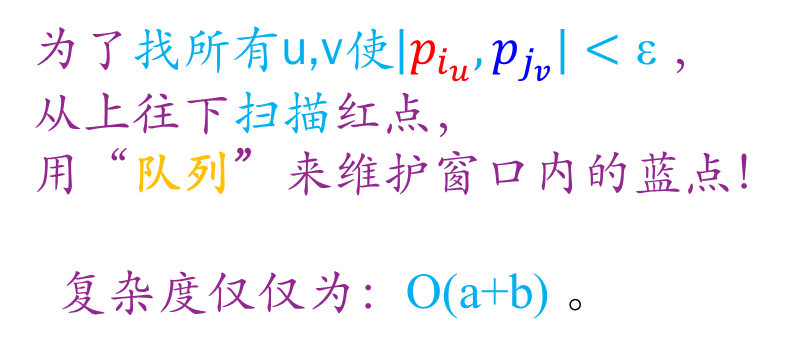 为了找所有u,v使|p_{i_u}, p_{j_v}| < ε ,
从上往下扫描红点,
用“队列”来维护窗口内的蓝点!
复杂度仅仅为: O(a+b) 。